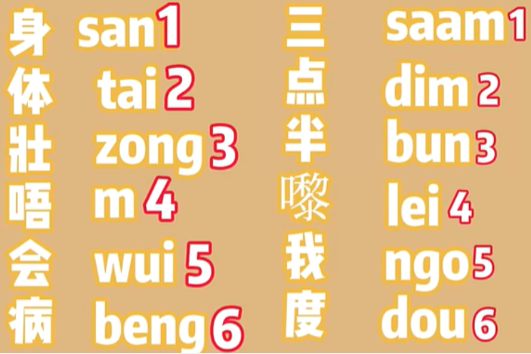 身 san1 三 saam1
体 tai2 点 dim2
壯 zong3 半 bun3
唔 m4 嚟 lei4
会 wui5 我 ngo5
病 beng6 度 dou6